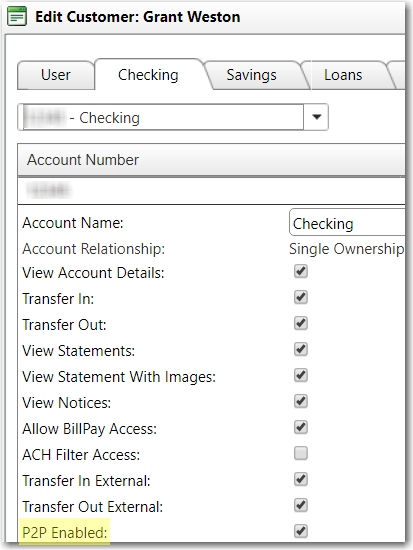 Edit Customer: Grant Weston
User Checking Savings Loans
- Checking
Account Number
Account Name: Checking
Account Relationship: Single Ownership
View Account Details:
Transfer In:
Transfer Out:
View Statements:
View Statement With Images:
View Notices:
Allow BillPay Access:
ACH Filter Access:
Transfer In External:
Transfer Out External:
P2P Enabled: